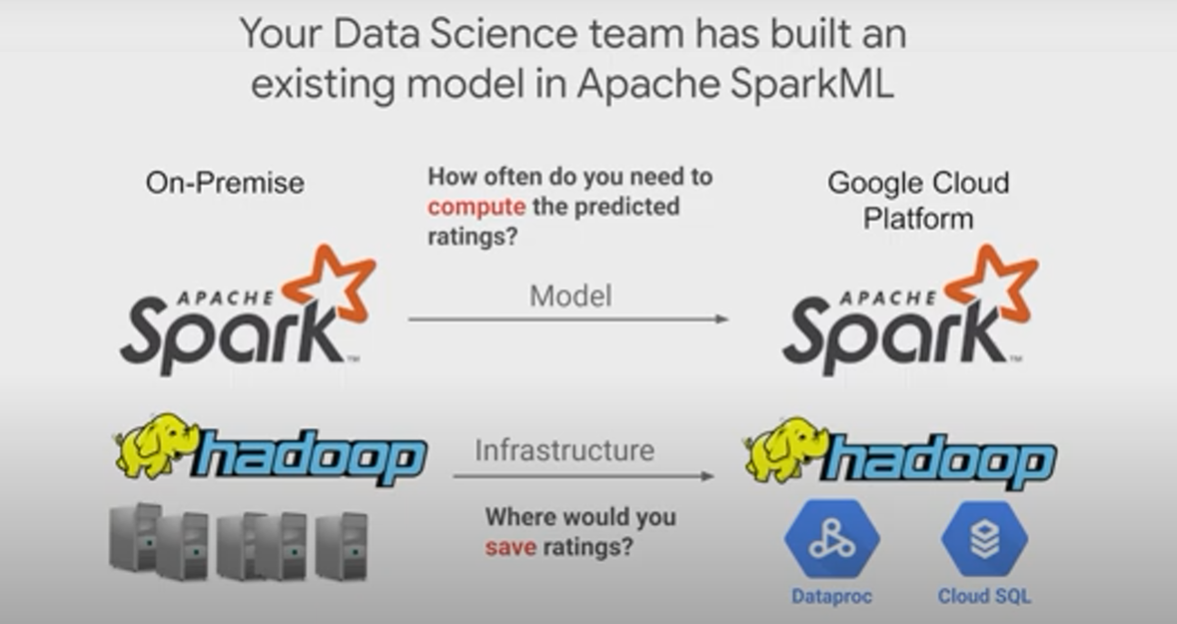 Your Data Science team has built an
existing model in Apache SparkML
On-Premise
How often do you need to
compute the predicted
ratings?
Google Cloud
Platform
APACHE
Spark™
Model
APACHE
Spark™
hadoop
Infrastructure
hadoop
Where would you
save ratings?
Dataproc
Cloud SQL